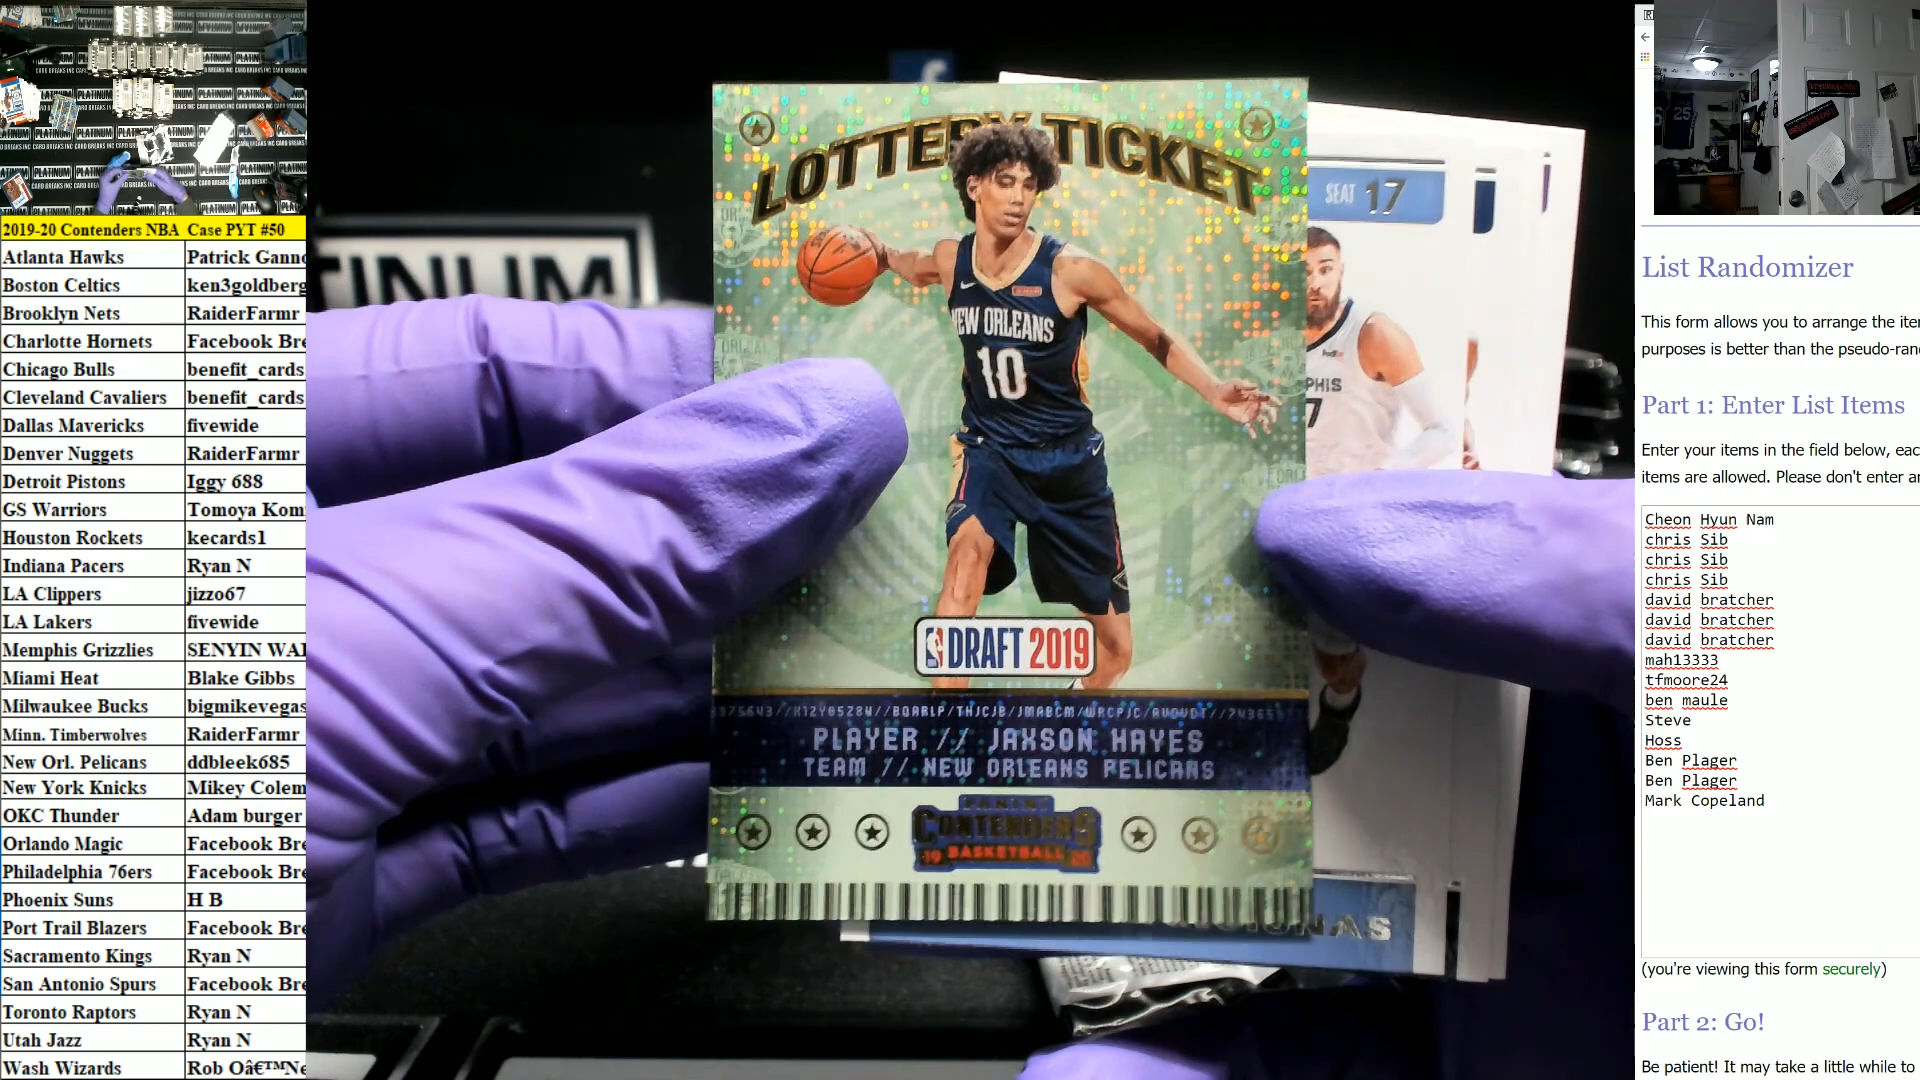 2019-20 Contenders NBA Case PYT #50
Atlanta Hawks Patrick Ganno
Boston Celtics ken3goldberg
Brooklyn Nets RaiderFarmr
Charlotte Hornets Facebook Bre
Chicago Bulls benefit_cards
Cleveland Cavaliers benefit_cards
Dallas Mavericks fivewide
Denver Nuggets RaiderFarmr
Detroit Pistons Iggy 688
GS Warriors Tomoya Kom
Houston Rockets kecards1
Indiana Pacers Ryan N
LA Clippers jizzo67
LA Lakers fivewide
Memphis Grizzlies SENYIN WAI
Miami Heat Blake Gibbs
Milwaukee Bucks bigmikevegas
Minn. Timberwolves RaiderFarmr
New Orl. Pelicans ddbleek685
New York Knicks Mikey Colem
OKC Thunder Adam burger
Orlando Magic Facebook Bre
Philadelphia 76ers Facebook Bre
Phoenix Suns H B
Port Trail Blazers Facebook Bre
Sacramento Kings Ryan N
San Antonio Spurs Facebook Bre
Toronto Raptors Ryan N
Utah Jazz Ryan N
Wash Wizards Rob Oâ€™Ne
TINUM
LOTTERY TICKET
NEW ORLEANS
10
DRAFT 2019
PLAYER // JAXSON HAYES
TEAM // NEW ORLEANS PELICANS
PANINI
CONTENDERS
19 BASKETBALL 20
SEAT 17
PHIS
7
UNAS
List Randomizer
This form allows you to arrange the iter
purposes is better than the pseudo-ran
Part 1: Enter List Items
Enter your items in the field below, eac
items are allowed. Please don't enter ar
Cheon Hyun Nam
chris Sib
chris Sib
chris Sib
david bratcher
david bratcher
david bratcher
mah13333
tfmoore24
ben maule
Steve
Hoss
Ben Plager
Ben Plager
Mark Copeland
(you're viewing this form securely)
Part 2: Go!
Be patient! It may take a little while to